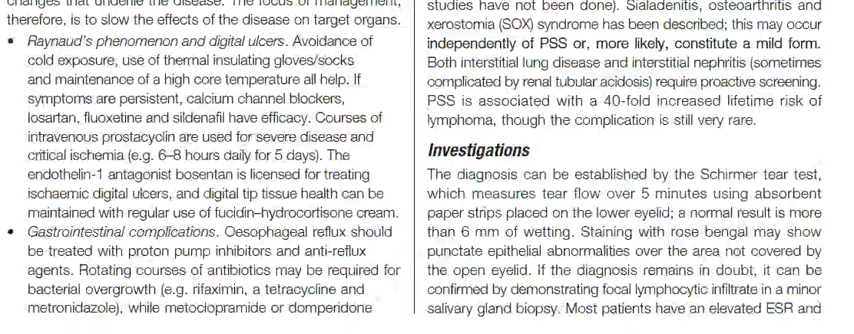 changes that underlie the disease. The focus of management,
therefore, is to slow the effects of the disease on target organs.
• Raynaud's phenomenon and digital ulcers. Avoidance of
cold exposure, use of thermal insulating gloves/socks
and maintenance of a high core temperature all help. If
symptoms are persistent, calcium channel blockers,
losartan, fluoxetine and sildenafil have efficacy. Courses of
intravenous prostacyclin are used for severe disease and
critical ischemia (e.g. 6–8 hours daily for 5 days). The
endothelin-1 antagonist bosentan is licensed for treating
ischaemic digital ulcers, and digital tip tissue health can be
maintained with regular use of fucidin–hydrocortisone cream.
• Gastrointestinal complications. Oesophageal reflux should
be treated with proton pump inhibitors and anti-reflux
agents. Rotating courses of antibiotics may be required for
bacterial overgrowth (e.g. rifaximin, a tetracycline and
metronidazole), while metoclopramide or domperidone
studies have not been done). Sialadenitis, osteoarthritis and
xerostomia (SOX) syndrome has been described; this may occur
independently of PSS or, more likely, constitute a mild form.
Both interstitial lung disease and interstitial nephritis (sometimes
complicated by renal tubular acidosis) require proactive screening.
PSS is associated with a 40-fold increased lifetime risk of
lymphoma, though the complication is still very rare.
Investigations
The diagnosis can be established by the Schirmer tear test,
which measures tear flow over 5 minutes using absorbent
paper strips placed on the lower eyelid; a normal result is more
than 6 mm of wetting. Staining with rose bengal may show
punctate epithelial abnormalities over the area not covered by
the open eyelid. If the diagnosis remains in doubt, it can be
confirmed by demonstrating focal lymphocytic infiltrate in a minor
salivary gland biopsy. Most patients have an elevated ESR and